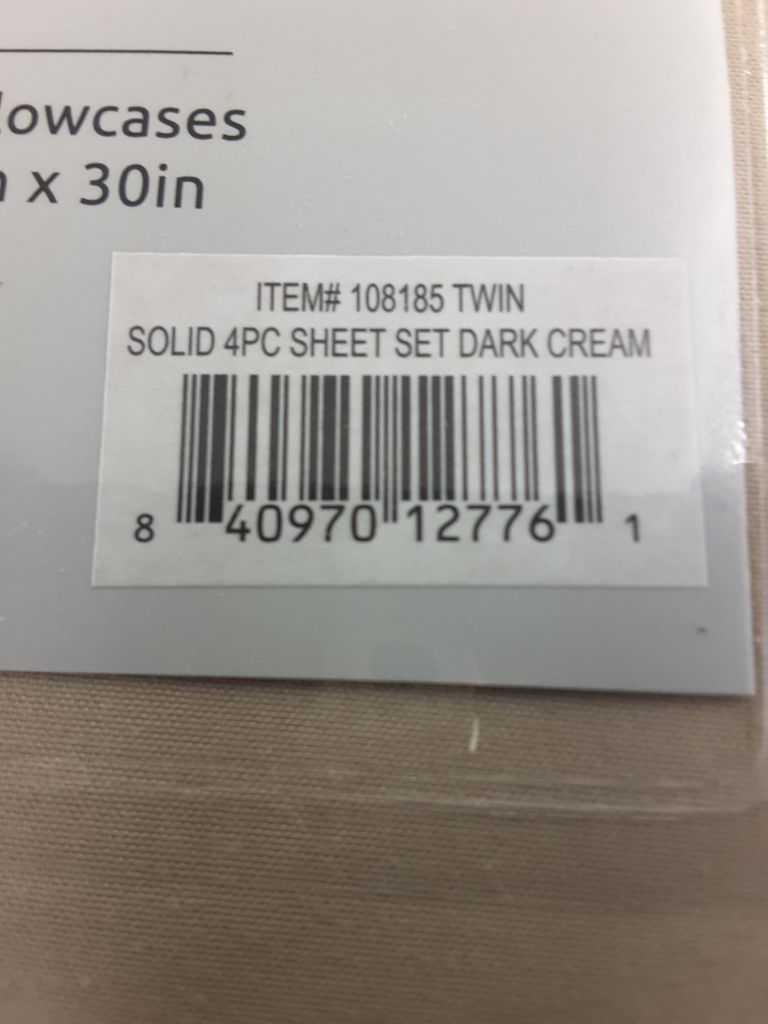 lowcases
x 30in
ITEM# 108185 TWIN
SOLID 4PC SHEET SET DARK CREAM
8 40970 12776 1